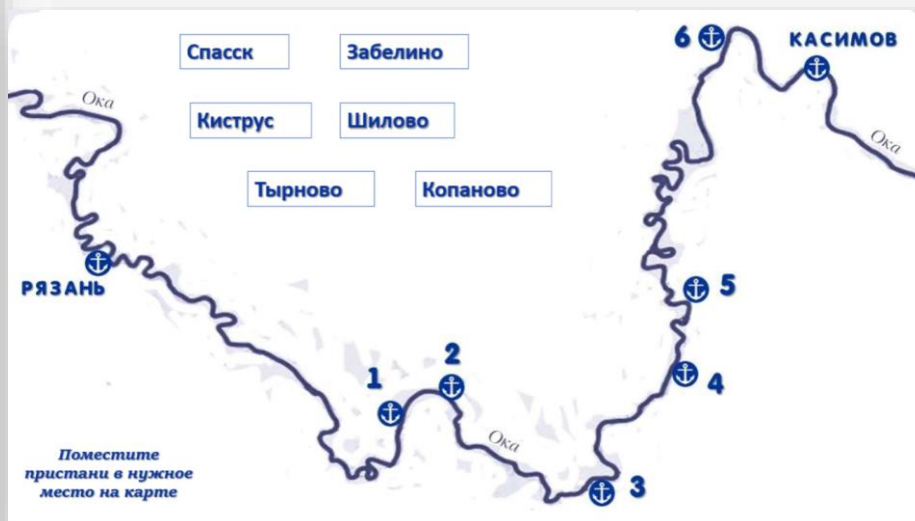 6
КАСИМОВ
Спасск
Забелино
Ока
Киструс
Шилово
Ока
Тырново
Копаново
РЯЗАНЬ
5
2
1
4
Ока
Поместите
пристани в нужное
место на карте
3